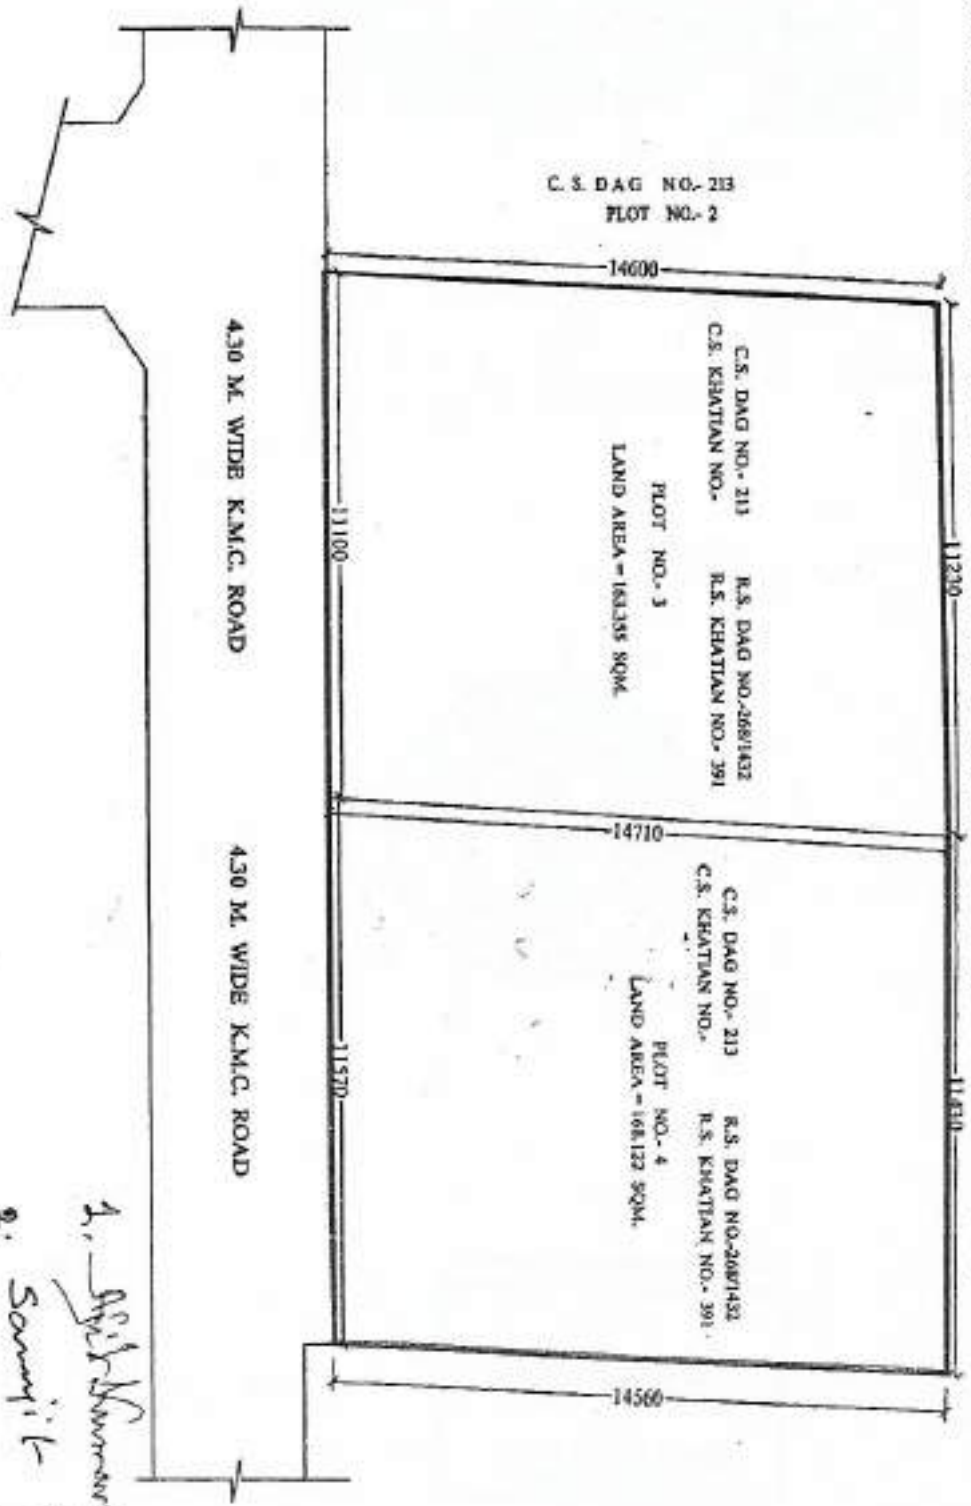 C. S. DAG NO.- 213
PLOT NO.- 2
14600
11230
C.S. DAG NO.- 213 R.S. DAG NO.-268/1432
C.S. KHATIAN NO.- R.S. KHATIAN NO.- 391
PLOT NO.- 3
LAND AREA = 163.355 SQM.
11100
14710
11430
C.S. DAG NO.- 213 R.S. DAG NO.-268/1432
C.S. KHATIAN NO.- R.S. KHATIAN NO.- 391
PLOT NO.- 4
LAND AREA = 168.122 SQM.
11570
14560
4.30 M. WIDE K.M.C. ROAD
4.30 M. WIDE K.M.C. ROAD
1.
2.